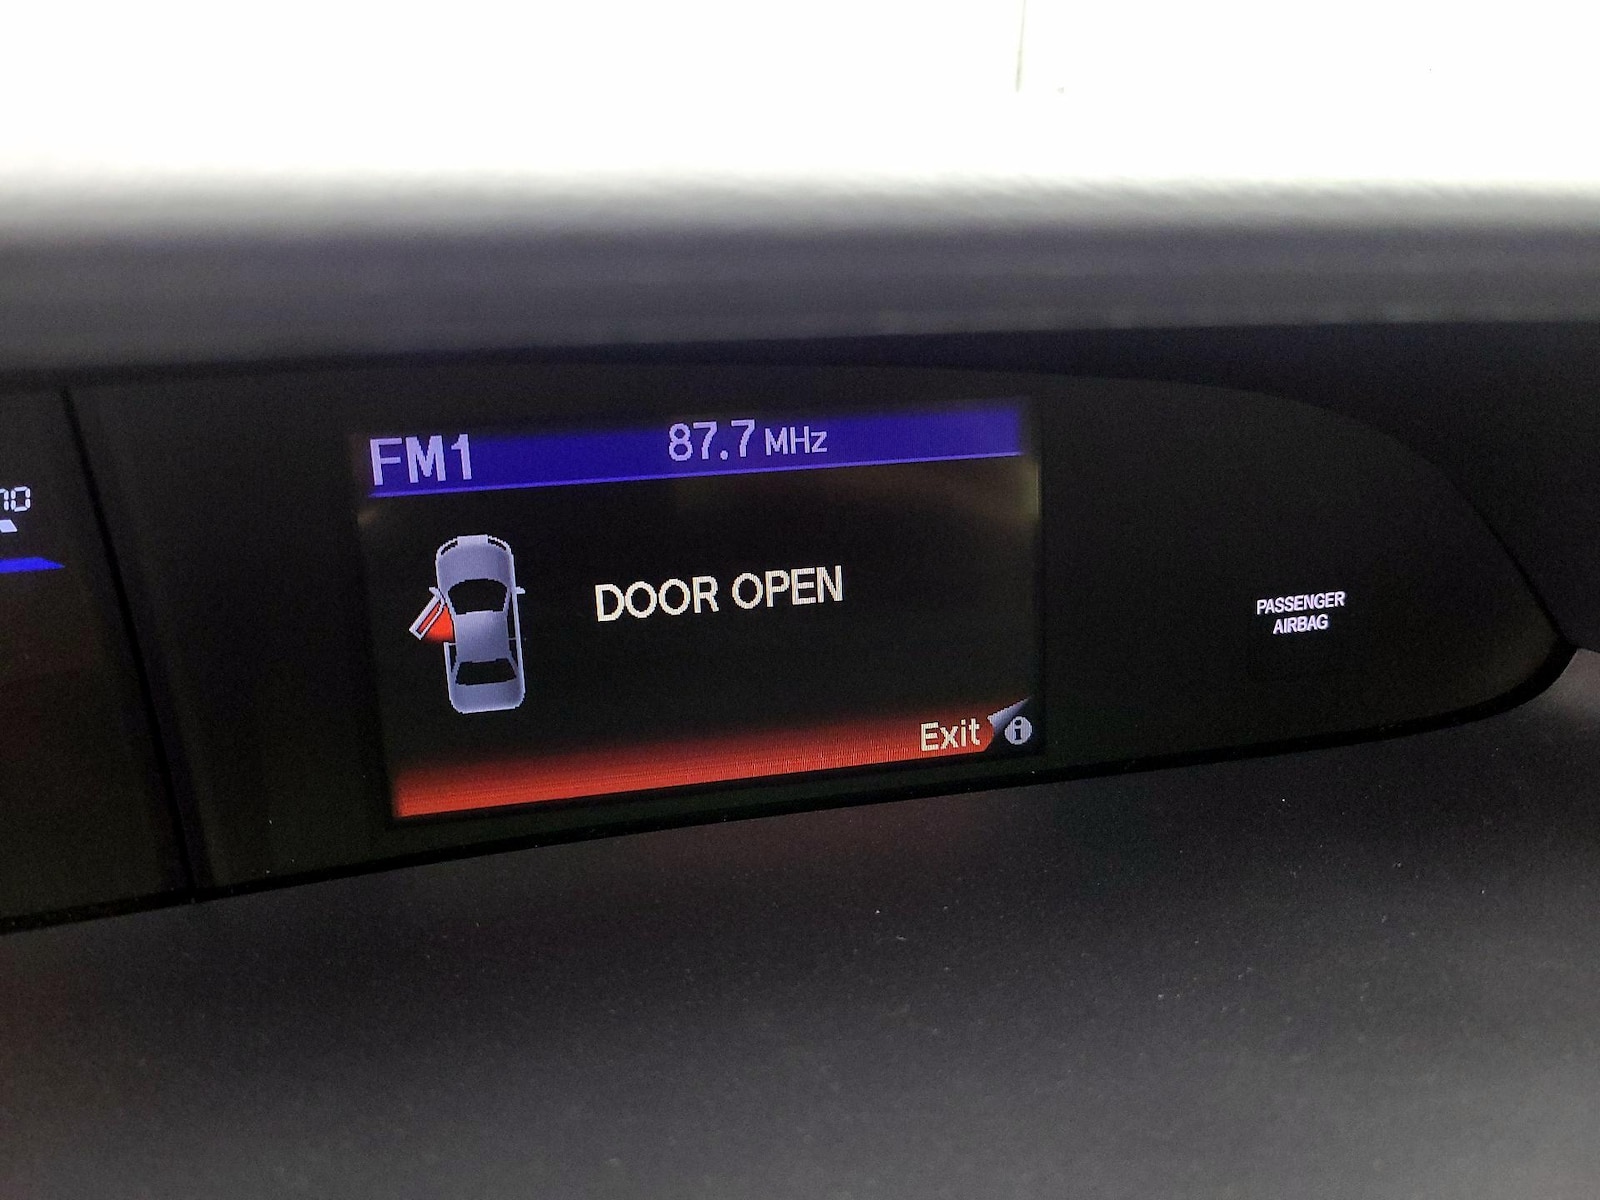 FM1 87.7 MHz
DOOR OPEN
Exit i
PASSENGER
AIRBAG